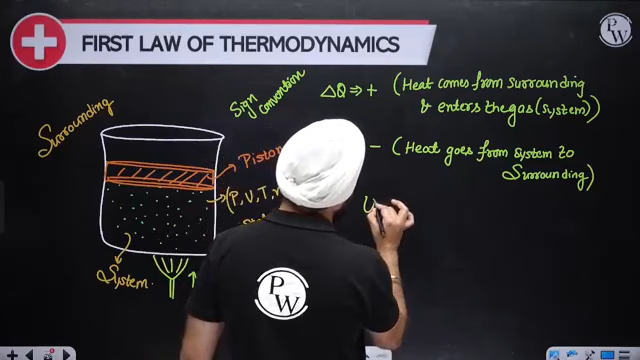 FIRST LAW OF THERMODYNAMICS
PW
Surrounding
Sign
convention
ΔQ ⇒ + (Heat comes from surrounding
& enters the gas (system))
- (Heat goes from system to
Surrounding)
Piston
(P, V, T,
System.
PW